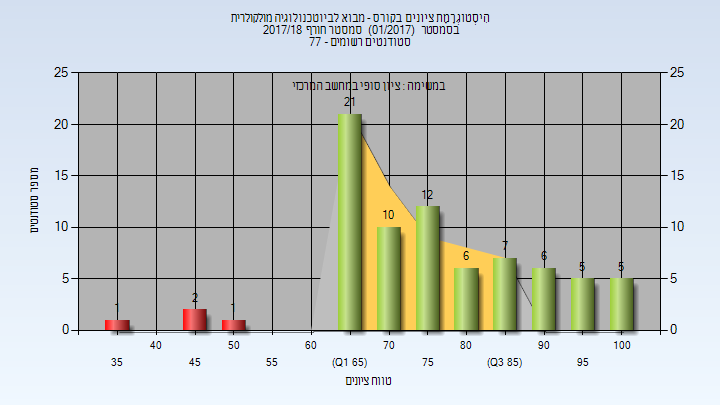 היסטוגרמת ציונים בקורס - מבוא לביוטכנולוגיה מולקולרית
בסמסטר (01/2017) סמסטר חורף 2017/18
סטודנטים רשומים - 77
במשימה : ציון סופי במחשב המרכזי
25 25
20 20
15 15
10 10
5 5
0 0
מספר סטודנטים
1 2 1 21 10 12 6 7 6 5 5
40 50 60 70 80 90 100
35 45 55 (Q1 65) 75 (Q3 85) 95
טווח ציונים